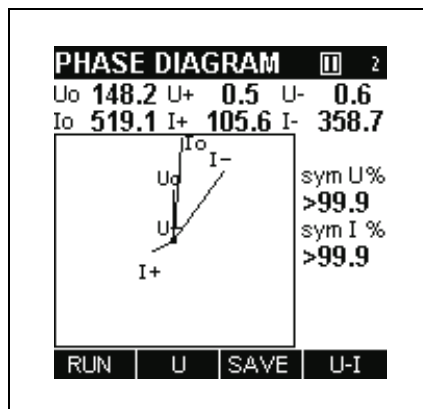 PHASE DIAGRAM 2
Uo 148.2 U+ 0.5 U- 0.6
Io 519.1 I+ 105.6 I- 358.7
Io
I-
Uo
sym U%
>99.9
U-
sym I %
>99.9
I+
RUN U SAVE U-I